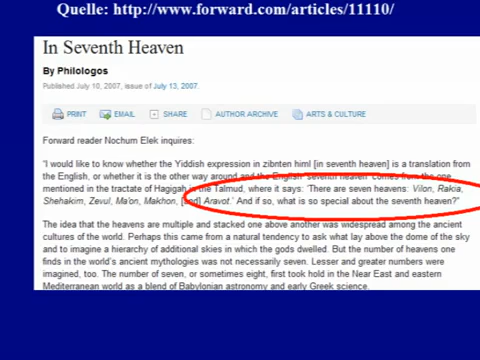 Quelle: http://www.forward.com/articles/11110/
In Seventh Heaven
By Philologos
Published July 10, 2007, issue of July 13, 2007.
PRINT EMAIL SHARE AUTHOR ARCHIVE ARTS & CULTURE
Forward reader Nochum Elek inquires:
“I would like to know whether the Yiddish expression in zibnten himl [in seventh heaven] is a translation from
the English, or whether it is the other way around and the English ‘seventh heaven’ comes from the one
mentioned in the tractate of Hagigah in the Talmud, where it says: ‘There are seven heavens: Vilon, Rakia,
Shehakim, Zevul, Ma’on, Makhon, [and] Aravot.’ And if so, what is so special about the seventh heaven?”
The idea that the heavens are multiple and stacked one above another was widespread among the ancient
cultures of the world. Perhaps this came from a natural tendency to ask what lay above the dome of the sky
and to imagine a hierarchy of additional skies in which the gods dwelled. But the number of heavens one
finds in the world’s ancient mythologies was not necessarily seven. Lesser and greater numbers were
imagined, too. The number of seven, or sometimes eight, first took hold in the Near East and eastern
Mediterranean world as a blend of Babylonian astronomy and early Greek science.